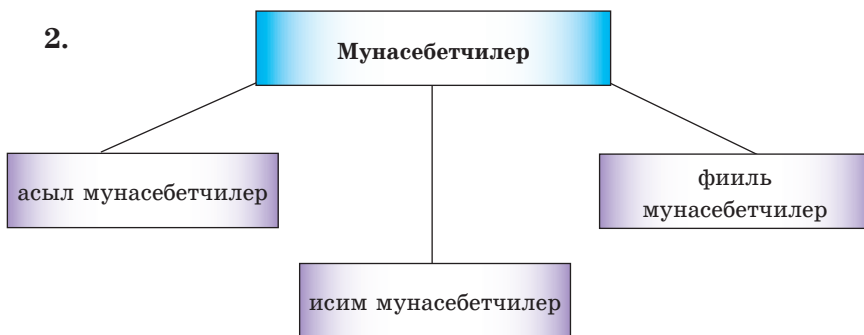 2.
Мунасебетчилер
асыл мунасебетчилер
фииль
мунасебетчилер
исим мунасебетчилер